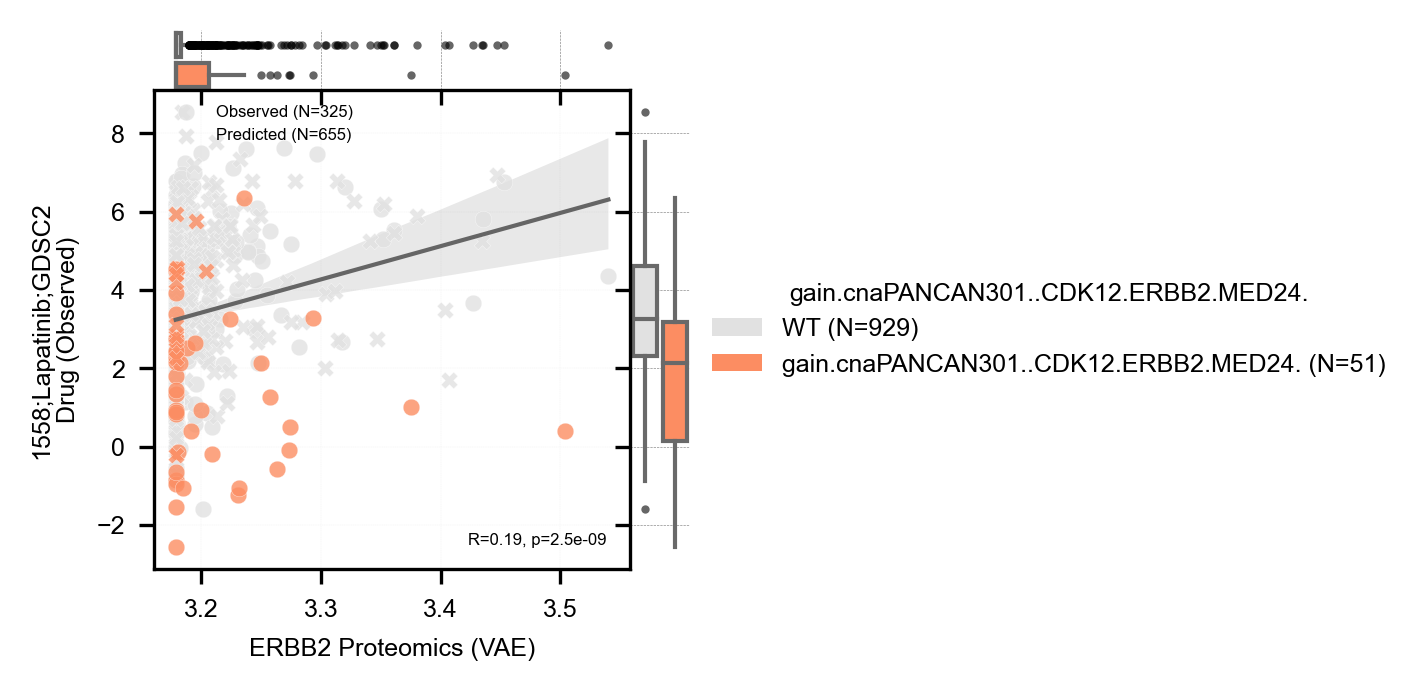 Observed (N=325)
Predicted (N=655)
8
6
4
2
0
−2
1558;Lapatinib;GDSC2
Drug (Observed)
R=0.19, p=2.5e-09
3.2
3.3
3.4
3.5
ERBB2 Proteomics (VAE)
gain.cnaPANCAN301..CDK12.ERBB2.MED24.
WT (N=929)
gain.cnaPANCAN301..CDK12.ERBB2.MED24. (N=51)